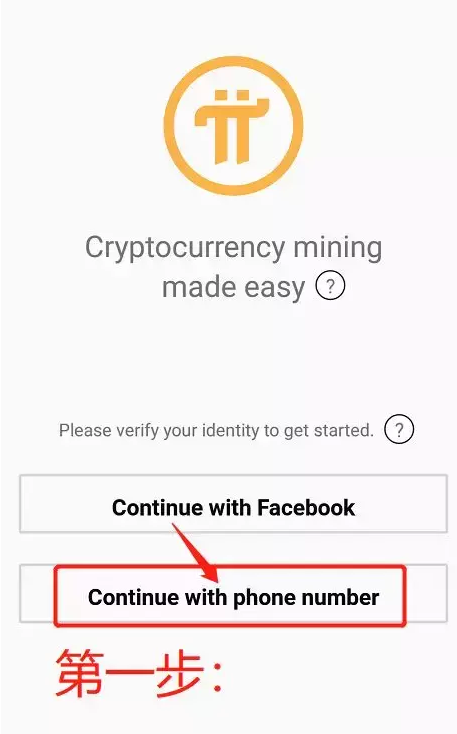 Cryptocurrency mining
made easy ?
Please verify your identity to get started. ?
Continue with Facebook
Continue with phone number
第一步：